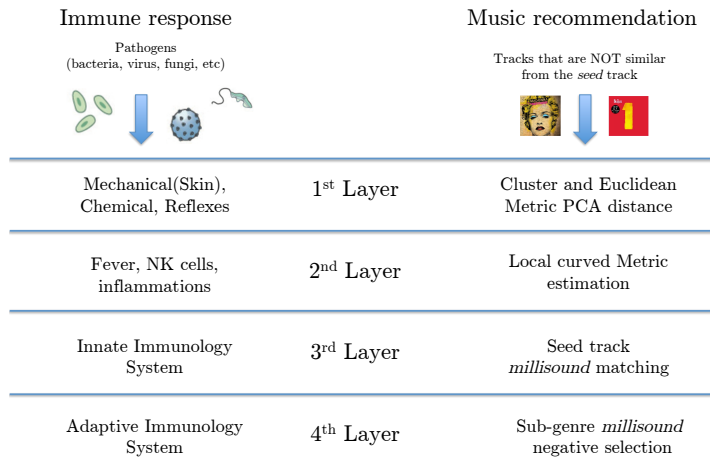 Immune response
Music recommendation
Pathogens
(bacteria, virus, fungi, etc)
Tracks that are NOT similar
from the seed track
1
Mechanical(Skin),
Chemical, Reflexes
1st Layer
Cluster and Euclidean
Metric PCA distance
Fever, NK cells,
inflammations
2nd Layer
Local curved Metric
estimation
Innate Immunology
System
3rd Layer
Seed track
millisound matching
Adaptive Immunology
System
4th Layer
Sub-genre millisound
negative selection